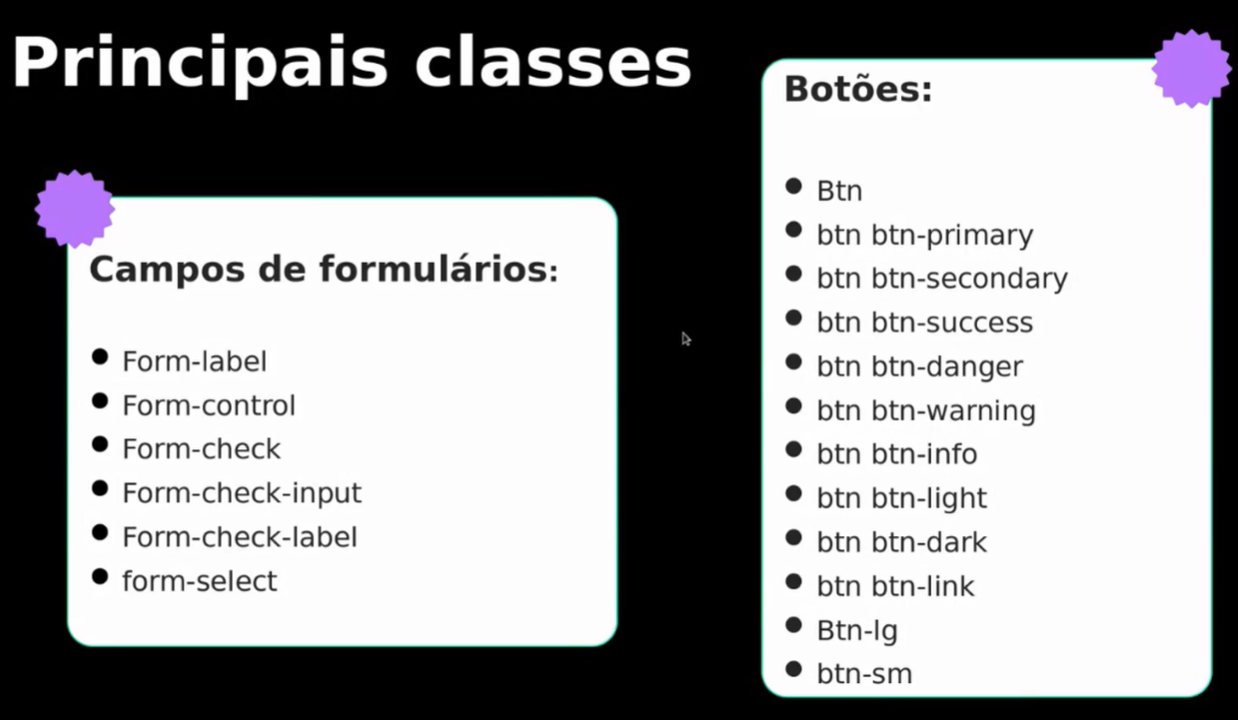 Principais classes
Campos de formulários:
Form-label
Form-control
Form-check
Form-check-input
Form-check-label
form-select
Botões:
Btn
btn btn-primary
btn btn-secondary
btn btn-success
btn btn-danger
btn btn-warning
btn btn-info
btn btn-light
btn btn-dark
btn btn-link
Btn-lg
btn-sm